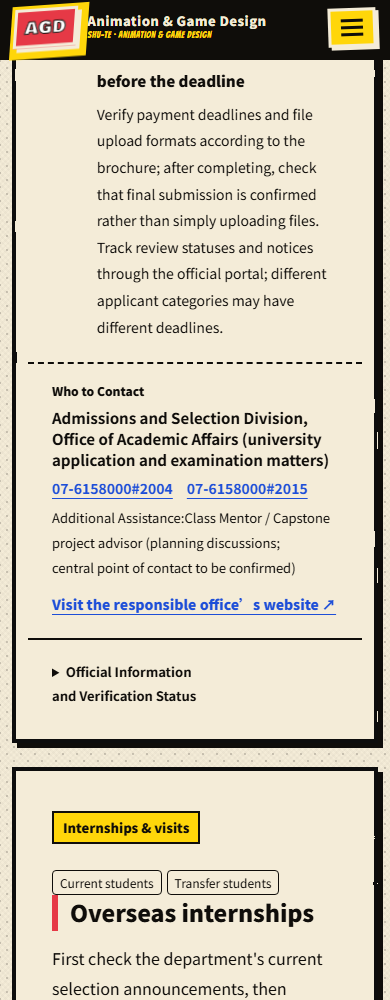 AGD
Animation & Game Design
SHU-TE • ANIMATION & GAME DESIGN
before the deadline
Verify payment deadlines and file
upload formats according to the
brochure; after completing, check
that final submission is confirmed
rather than simply uploading files.
Track review statuses and notices
through the official portal; different
applicant categories may have
different deadlines.
Who to Contact
Admissions and Selection Division,
Office of Academic Affairs (university
application and examination matters)
07-6158000#2004 07-6158000#2015
Additional Assistance:Class Mentor / Capstone
project advisor (planning discussions;
central point of contact to be confirmed)
Visit the responsible office’s website ↗
▶ Official Information
and Verification Status
Internships & visits
Current students Transfer students
Overseas internships
First check the department's current
selection announcements, then